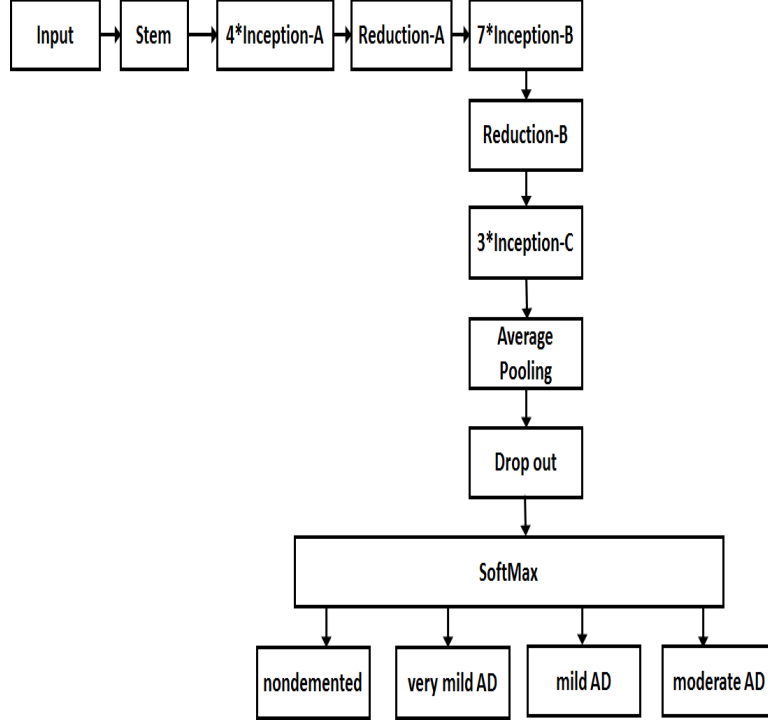 Input
Stem
4*Inception-A
Reduction-A
7*Inception-B
Reduction-B
3*Inception-C
Average
Pooling
Drop out
SoftMax
nondemented
very mild AD
mild AD
moderate AD